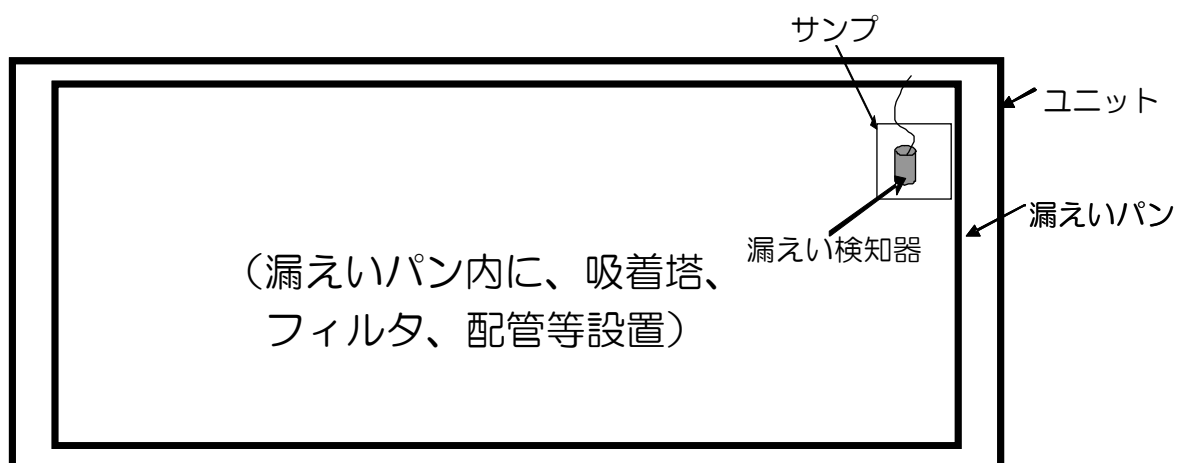 サンプ
ユニット
漏えいパン
漏えい検知器
（漏えいパン内に、吸着塔、
フィルタ、配管等設置）